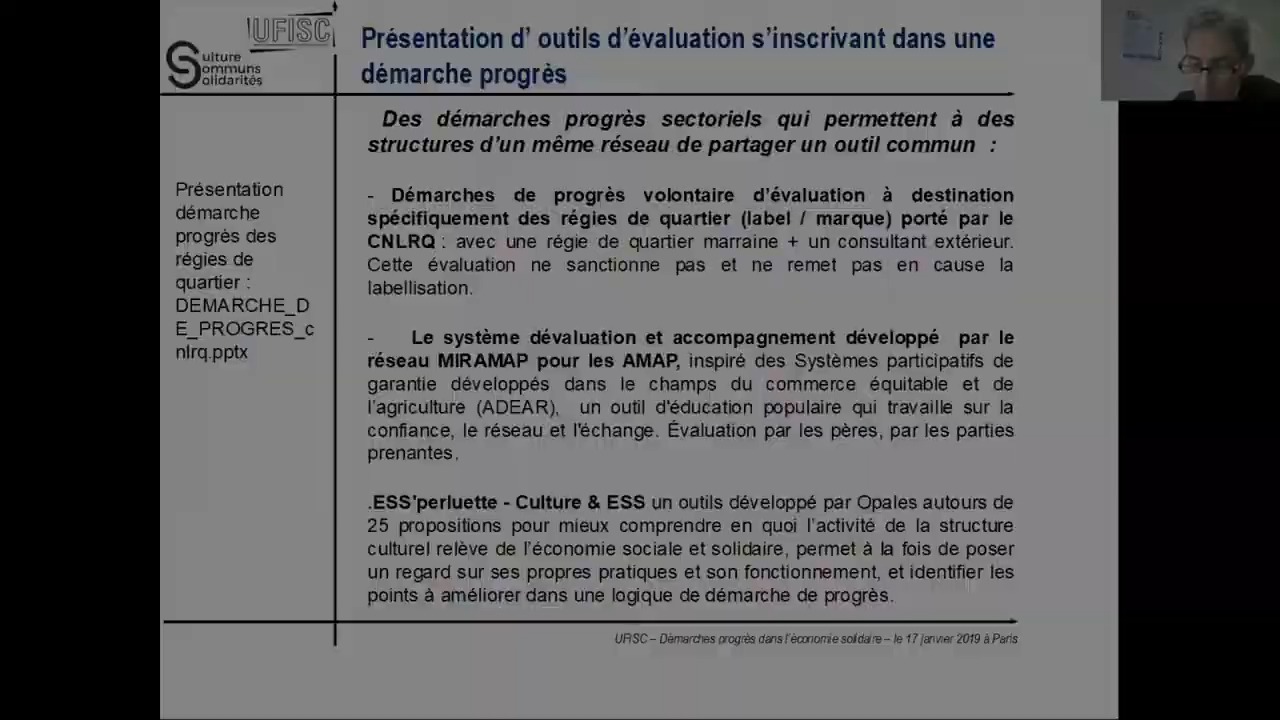 UFISC
Culture
Sommuns
Solidarités
Présentation d' outils d'évaluation s'inscrivant dans une
démarche progrès
Présentation
démarche
progrès des
régies de
quartier :
DEMARCHE_D
E_PROGRES_c
nlrq.pptx
Des démarches progrès sectoriels qui permettent à des
structures d'un même réseau de partager un outil commun :
- Démarches de progrès volontaire d'évaluation à destination
spécifiquement des régies de quartier (label / marque) porté par le
CNLRQ : avec une régie de quartier marraine + un consultant extérieur.
Cette évaluation ne sanctionne pas et ne remet pas en cause la
labellisation.
- Le système dévaluation et accompagnement développé par le
réseau MIRAMAP pour les AMAP, inspiré des Systèmes participatifs de
garantie développés dans le champs du commerce équitable et de
l'agriculture (ADEAR), un outil d'éducation populaire qui travaille sur la
confiance, le réseau et l'échange. Évaluation par les pères, par les parties
prenantes.
.ESS'perluette - Culture & ESS un outils développé par Opales autours de
25 propositions pour mieux comprendre en quoi l'activité de la structure
culturel relève de l'économie sociale et solidaire, permet à la fois de poser
un regard sur ses propres pratiques et son fonctionnement, et identifier les
points à améliorer dans une logique de démarche de progrès.
UFISC – Démarches progrès dans l'économie solidaire – le 17 janvier 2019 à Paris